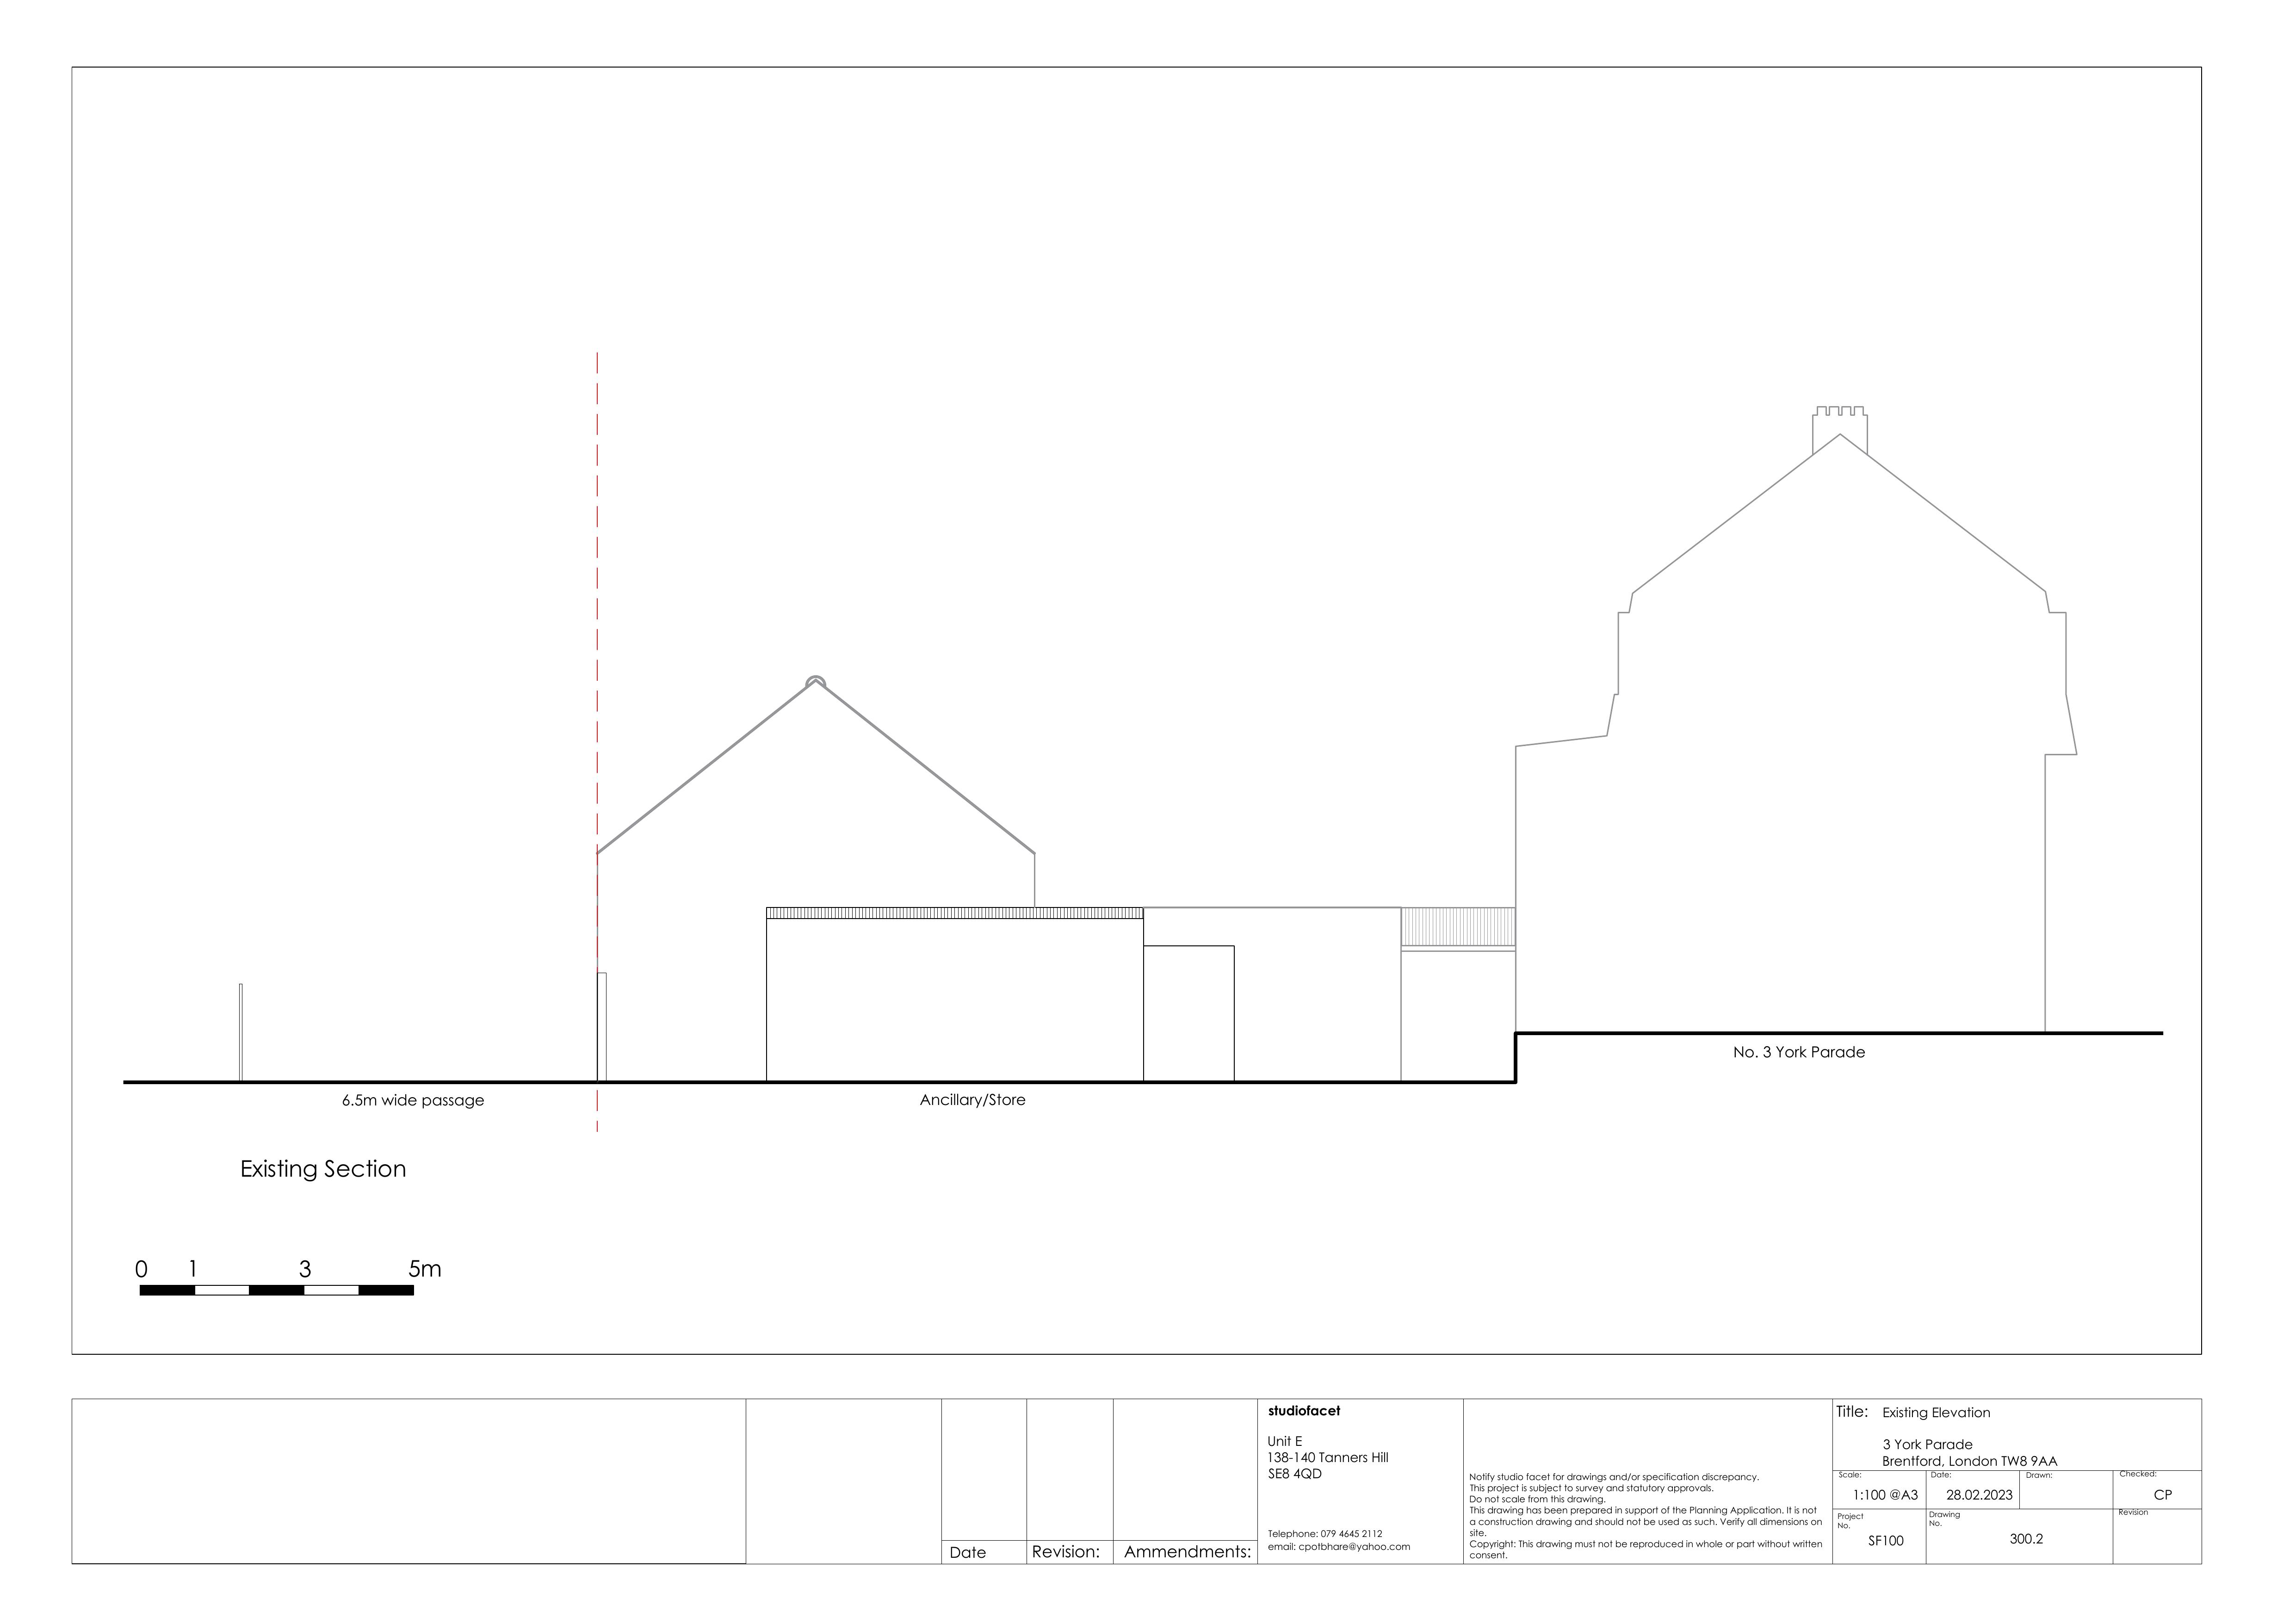 No. 3 York Parade
6.5m wide passage
Ancillary/Store
Existing Section
0 1 3 5m
Date
Revision:
Ammendments:
studiofacet
Unit E
138-140 Tanners Hill
SE8 4QD
Telephone: 079 4645 2112
email: cpotbhare@yahoo.com
Notify studio facet for drawings and/or specification discrepancy.
This project is subject to survey and statutory approvals.
Do not scale from this drawing.
This drawing has been prepared in support of the Planning Application. It is not
a construction drawing and should not be used as such. Verify all dimensions on
site.
Copyright: This drawing must not be reproduced in whole or part without written
consent.
Title: Existing Elevation
3 York Parade
Brentford, London TW8 9AA
Scale:
1:100 @A3
Date:
28.02.2023
Drawn:
Checked:
CP
Project
No.
SF100
Drawing
No.
300.2
Revision